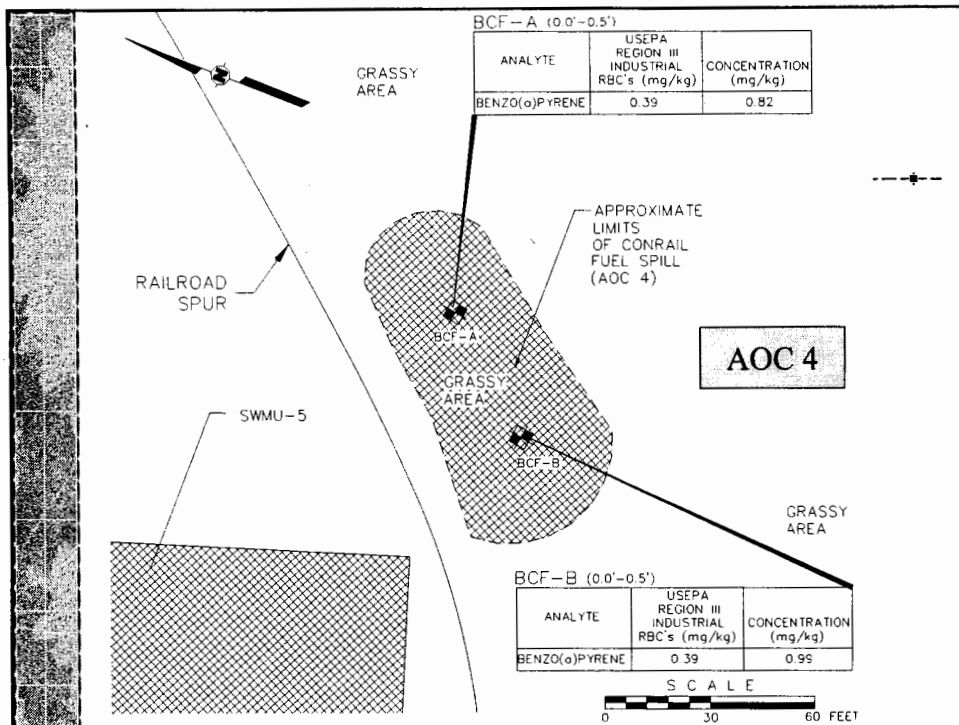 BCF-A (0.0'-0.5')
ANALYTE
USEPA
REGION III
INDUSTRIAL
RBC's (mg/kg)
CONCENTRATION
(mg/kg)
BENZO(a)PYRENE 0.39 0.82
N
GRASSY
AREA
APPROXIMATE
LIMITS
OF CONRAIL
FUEL SPILL
(AOC 4)
RAILROAD
SPUR
BCF-A
AOC 4
GRASSY
AREA
SWMU-5
BCF-B
GRASSY
AREA
BCF-B (0.0'-0.5')
ANALYTE
USEPA
REGION III
INDUSTRIAL
RBC's (mg/kg)
CONCENTRATION
(mg/kg)
BENZO(a)PYRENE 0.39 0.99
SCALE
0 30 60 FEET